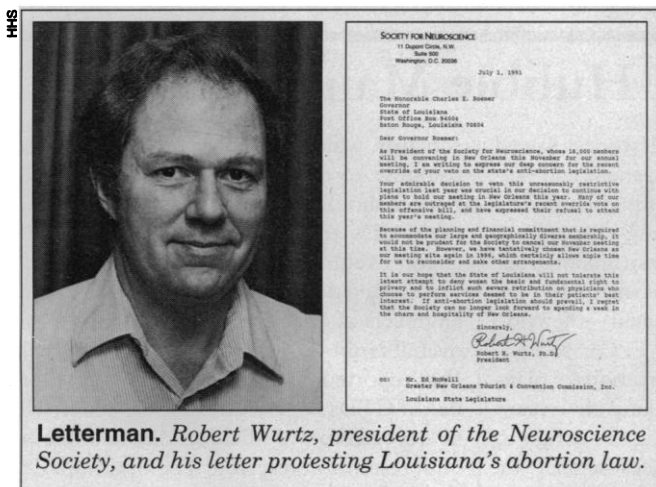 HHS
SOCIETY FOR NEUROSCIENCE
11 Dupont Circle, N.W.
Suite 500
Washington, D.C. 20036
July 1, 1991
The Honorable Charles E. Roemer
Governor
State of Louisiana
Post Office Box 94004
Baton Rouge, Louisiana 70804
Dear Governor Roemer:
As President of the Society for Neuroscience, whose 18,000 members
will be convening in New Orleans this November for our annual
meeting, I am writing to express our deep concern for the recent
override of your veto on the state's anti-abortion legislation.
Your admirable decision to veto this unreasonably restrictive
legislation last year was crucial in our decision to continue with
plans to hold our meeting in New Orleans this year. Many of our
members are outraged at the legislature's recent override vote on
this offensive bill, and have expressed their refusal to attend
this year's meeting.
Because of the planning and financial committment that is required
to accommodate our large and geographically diverse membership, it
would not be prudent for the Society to cancel our November meeting
at this time. However, we have tentatively chosen New Orleans as
our meeting site again in 1996, which certainly allows ample time
for us to reconsider and make other arrangements.
It is our hope that the State of Louisiana will not tolerate this
latest attempt to deny women the basic and fundamental right to
privacy and to inflict such severe retribution on physicians who
choose to perform services deemed to be in their patients' best
interest. If anti-abortion legislation should prevail, I regret
that the Society can no longer look forward to spending a week in
the charm and hospitality of New Orleans.
Sincerely,
Robert H. Wurtz
Robert H. Wurtz, Ph.D.
President
cc: Mr. Ed McNeill
Greater New Orleans Tourist & Convention Commission, Inc.
Louisiana State Legislature
Letterman. Robert Wurtz, president of the Neuroscience
Society, and his letter protesting Louisiana's abortion law.